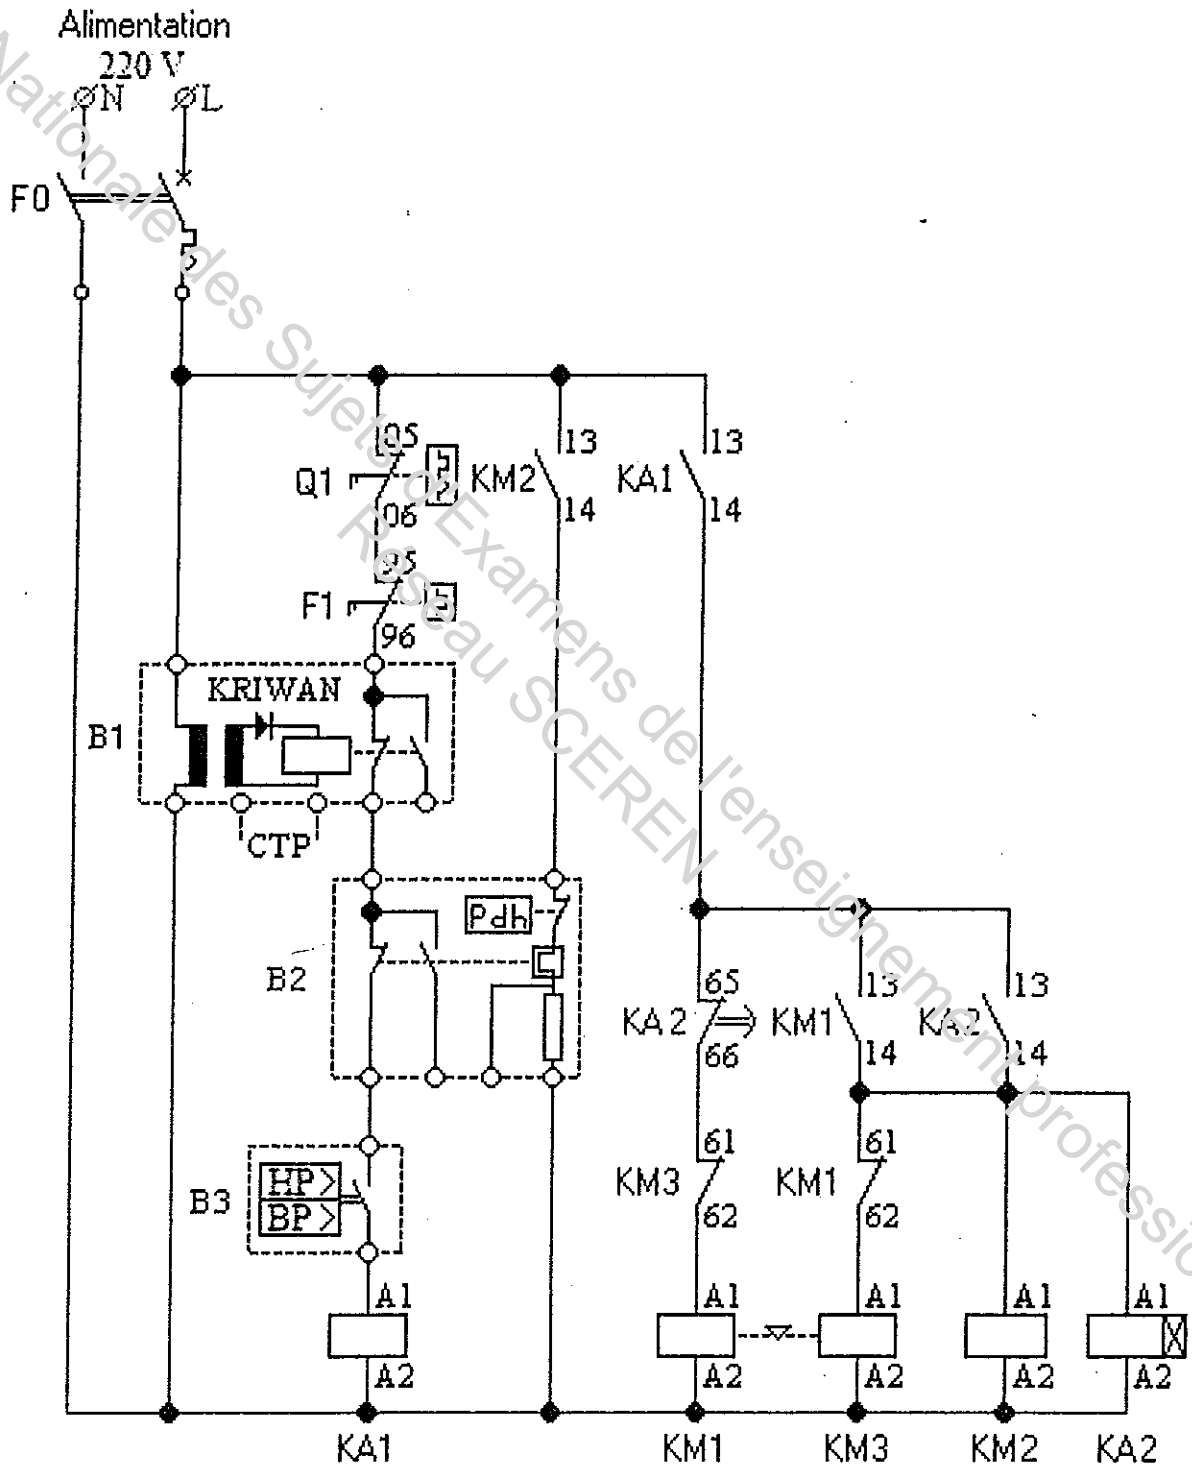 Alimentation
220 V
N L
F0
05
Q1
06
KM2
13
14
KA1
13
14
95
F1
96
KRIWAN
B1
CTP
Pdh
B2
65
KA2
66
KM1
13
14
KA2
13
14
61
KM3
62
61
KM1
62
HP>
BP>
B3
A1 A1 A1 A1 A1
A2 A2 A2 A2 A2
KA1 KM1 KM3 KM2 KA2
Nationale des Sujets d'Examens de l'enseignement professio
Réseau SCEREN